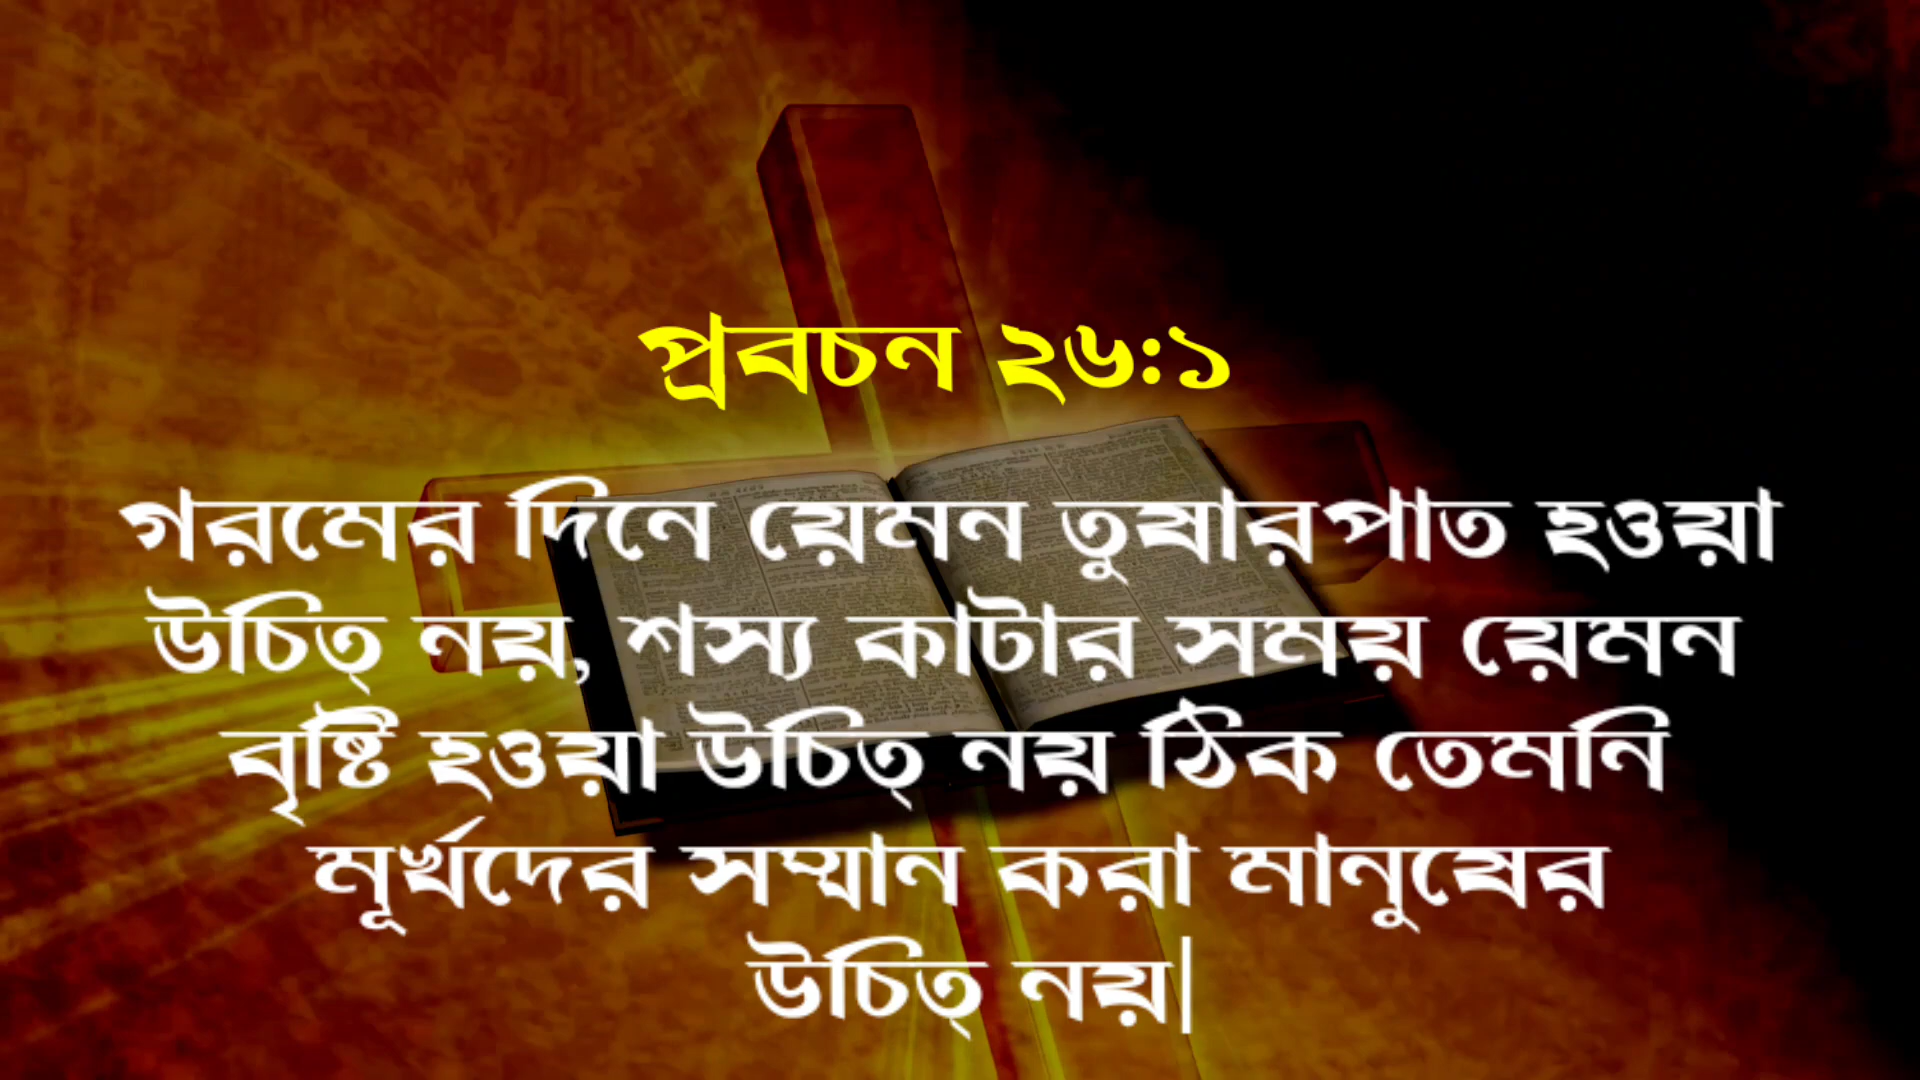 প্রবচন ২৬:১
গরমের দিনে য়েমন তুষারপাত হওয়া
উচিত্ নয়, শস্য কাটার সময় য়েমন
বৃষ্টি হওয়া উচিত্ নয় ঠিক তেমনি
মূর্খদের সম্মান করা মানুষের
উচিত্ নয়|